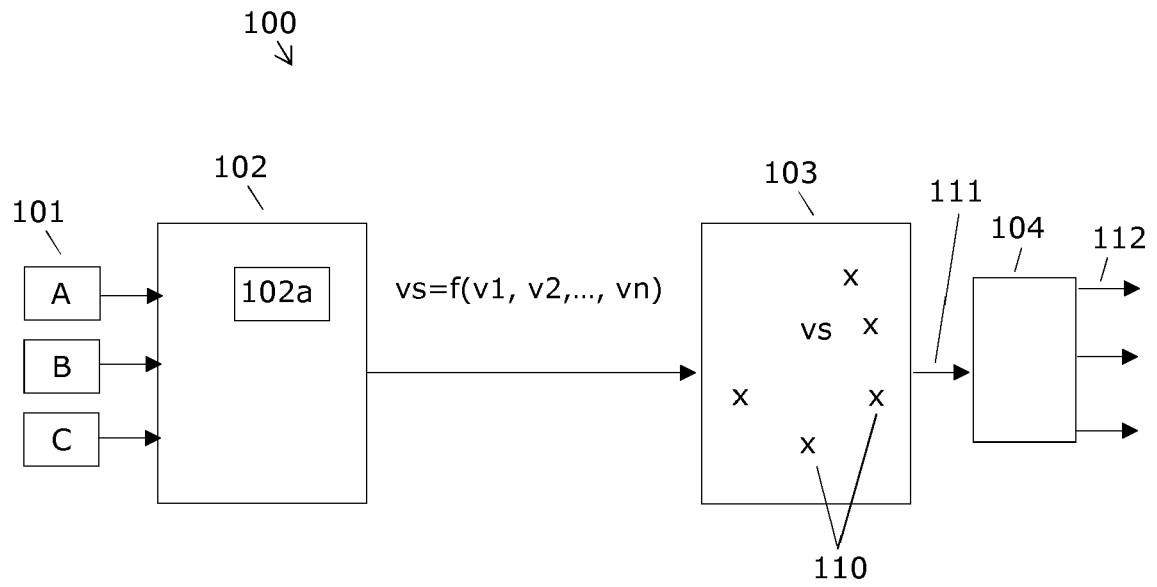 100
102
103
101
111
104
112
A
102a
vs=f(v1, v2,..., vn)
x
vs
x
B
x
x
C
x
110